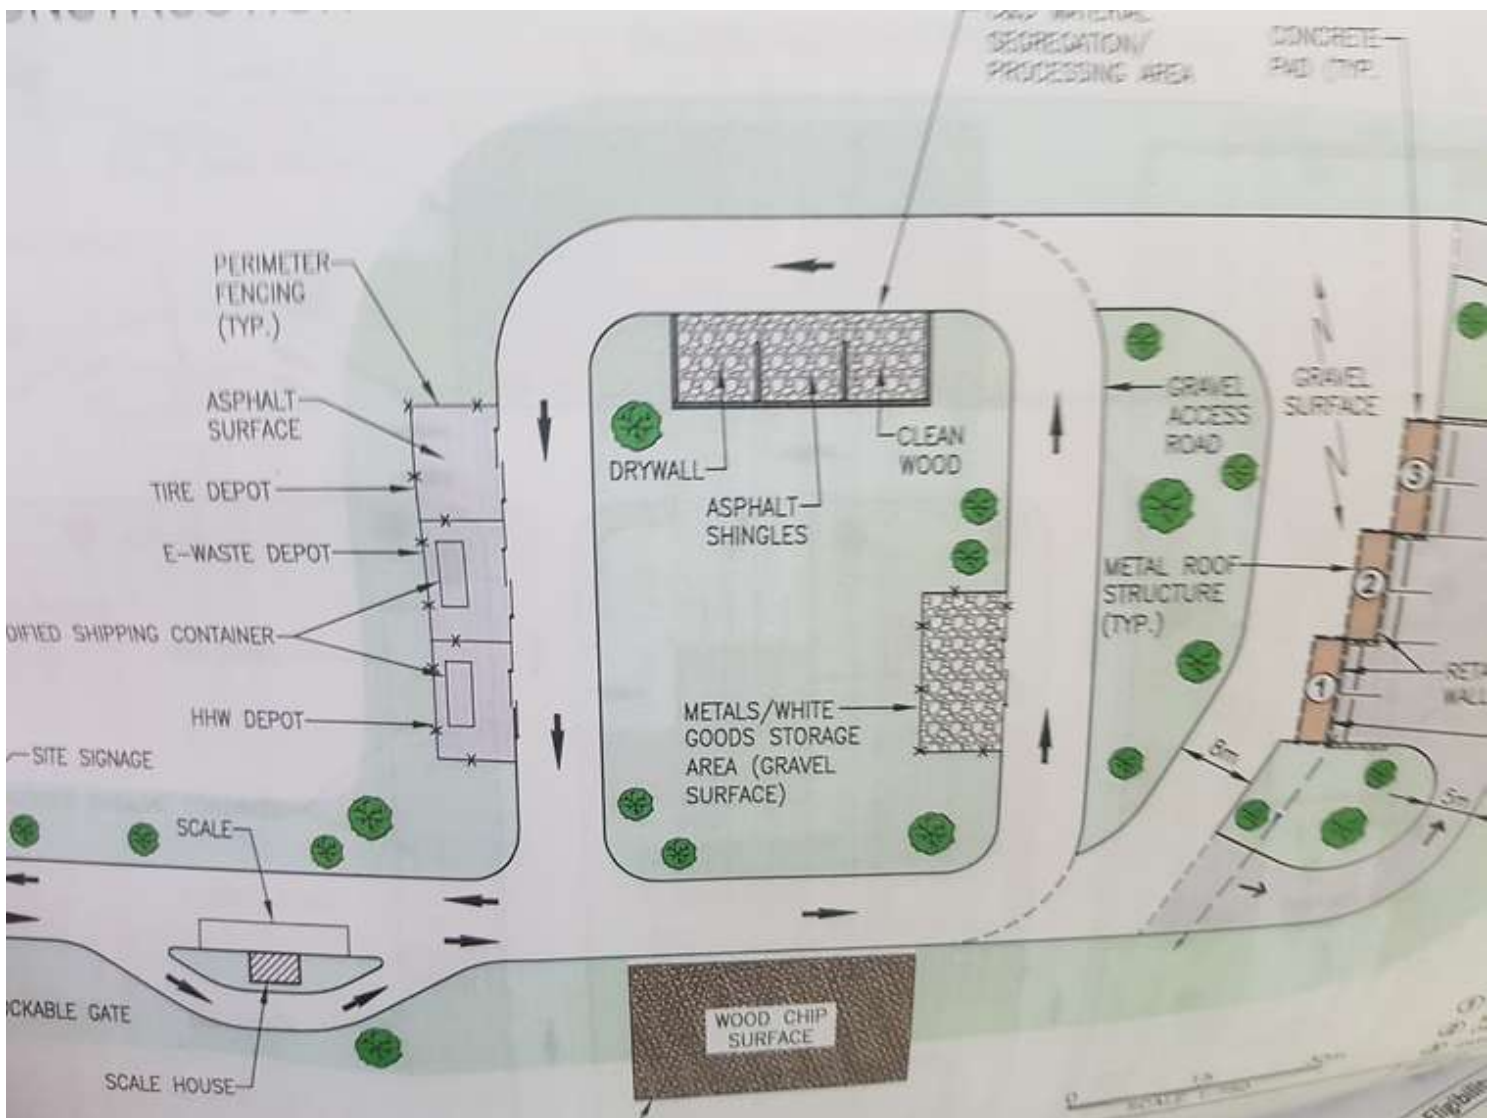 SEGREGATION/
PROCESSING AREA
CONCRETE
PAD (TYP.
PERIMETER
FENCING
(TYP.)
ASPHALT
SURFACE
TIRE DEPOT
E-WASTE DEPOT
SHIPPING CONTAINER
HHW DEPOT
SITE SIGNAGE
SCALE
GATE
SCALE HOUSE
DRYWALL
ASPHALT
SHINGLES
CLEAN
WOOD
GRAVEL
ACCESS
ROAD
GRAVEL
SURFACE
METAL ROOF
STRUCTURE
(TYP.)
3
2
1
METALS/WHITE
GOODS STORAGE
AREA (GRAVEL
SURFACE)
8m
5m
WOOD CHIP
SURFACE
0